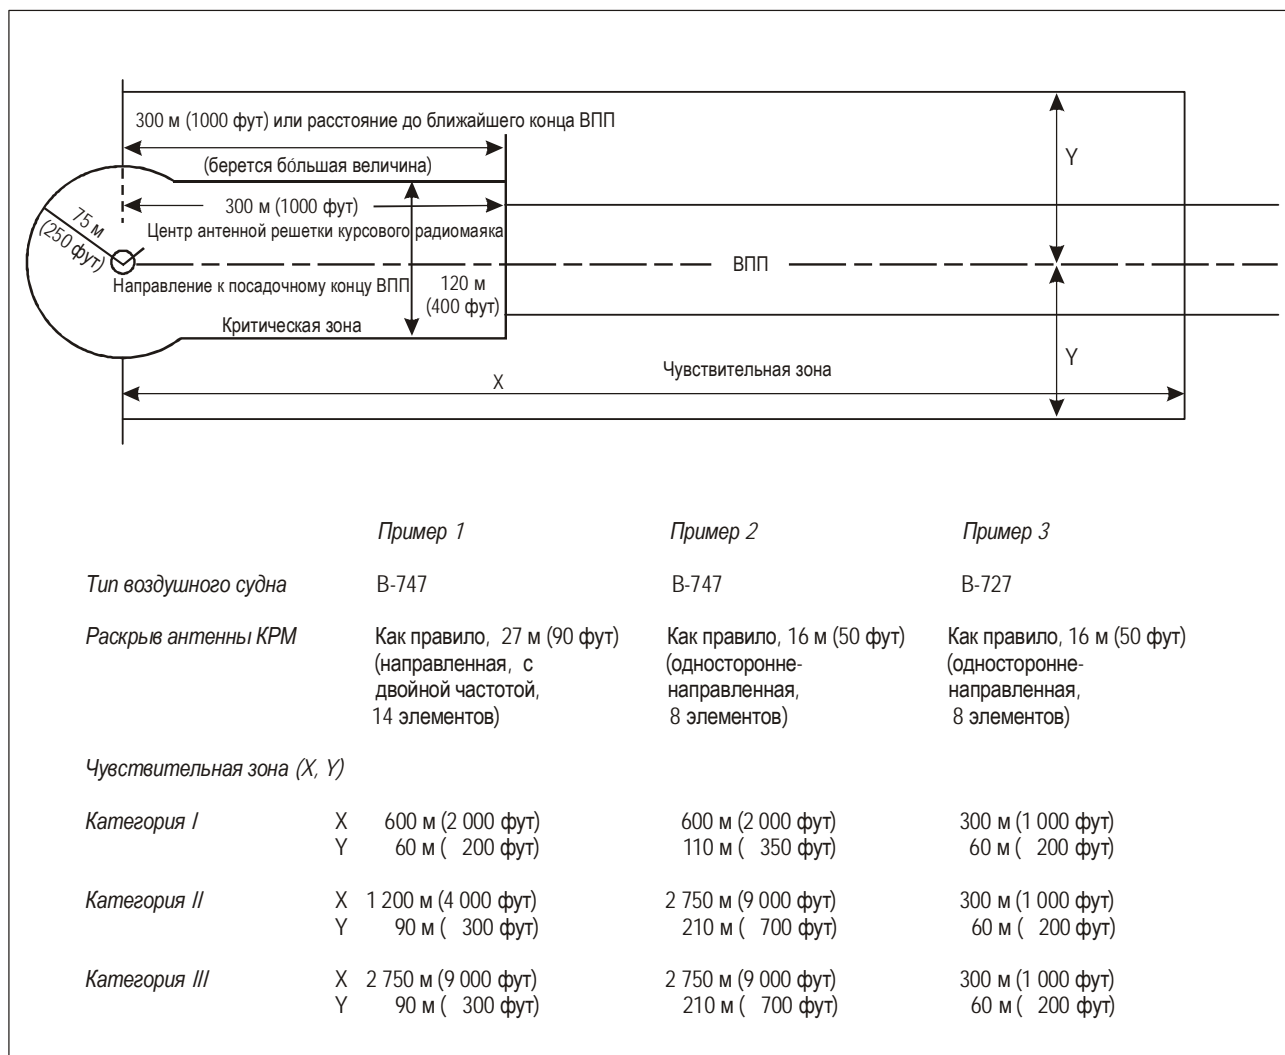 300 м (1000 фут) или расстояние до ближайшего конца ВПП
(берется бо́льшая величина)
Y
75 м
(250 фут)
300 м (1000 фут)
Центр антенной решетки курсового радиомаяка
ВПП
Направление к посадочному концу ВПП
120 м
(400 фут)
Критическая зона
Y
Чувствительная зона
X
Пример 1 Пример 2 Пример 3
Тип воздушного судна B-747 B-747 B-727
Раскрыв антенны КРМ Как правило, 27 м (90 фут) Как правило, 16 м (50 фут) Как правило, 16 м (50 фут)
(направленная, с (односторонне- (односторонне-
двойной частотой, направленная, направленная,
14 элементов) 8 элементов) 8 элементов)
Чувствительная зона (X, Y)
Категория I X 600 м (2 000 фут) 600 м (2 000 фут) 300 м (1 000 фут)
Y 60 м ( 200 фут) 110 м ( 350 фут) 60 м ( 200 фут)
Категория II X 1 200 м (4 000 фут) 2 750 м (9 000 фут) 300 м (1 000 фут)
Y 90 м ( 300 фут) 210 м ( 700 фут) 60 м ( 200 фут)
Категория III X 2 750 м (9 000 фут) 2 750 м (9 000 фут) 300 м (1 000 фут)
Y 90 м ( 300 фут) 210 м ( 700 фут) 60 м ( 200 фут)